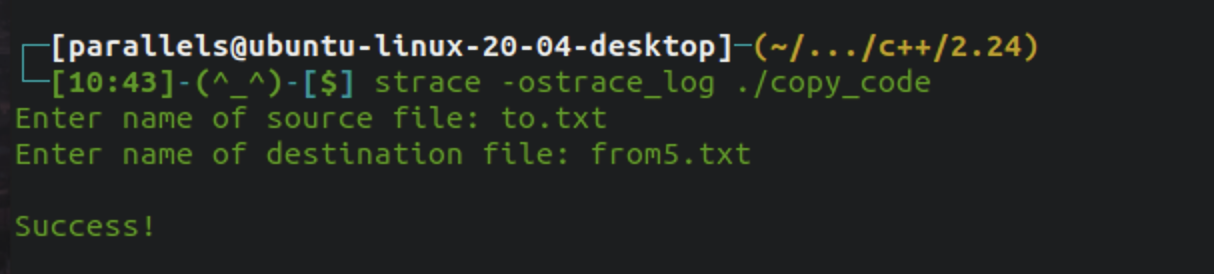 ┌─[parallels@ubuntu-linux-20-04-desktop]─(~/.../c++/2.24)
└─[10:43]-(^_^)-[$] strace -ostrace_log ./copy_code
Enter name of source file: to.txt
Enter name of destination file: from5.txt
Success!